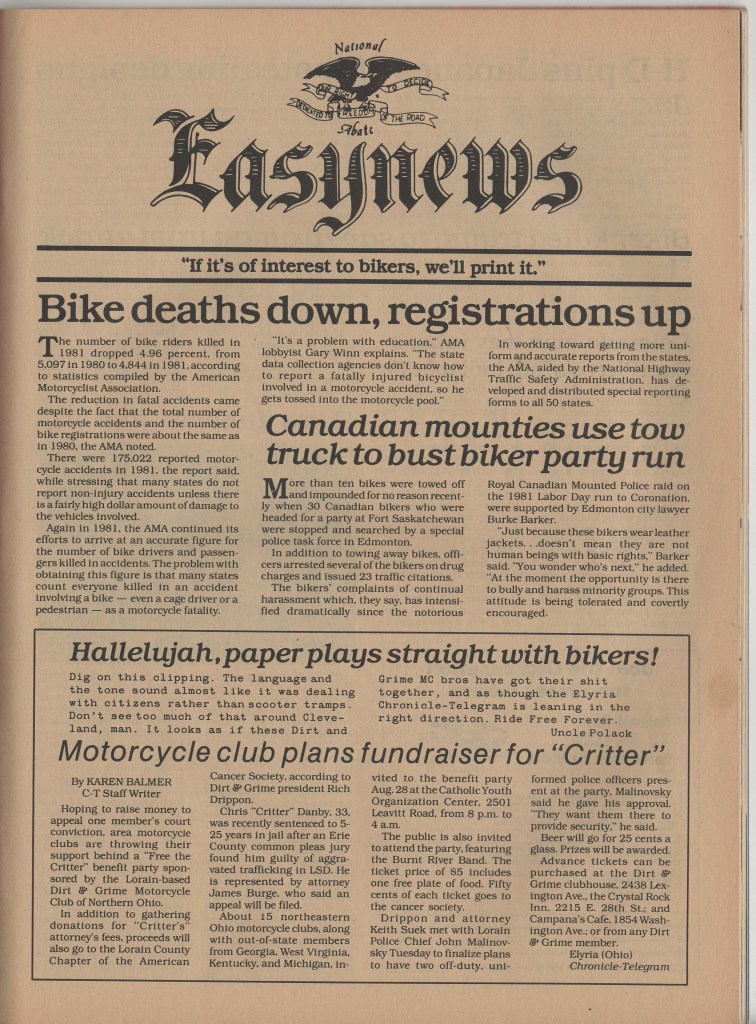 National
OUR RIGHT TO DECIDE
DEDICATED TO FREEDOM OF THE ROAD
Abate
Easynews
“If it's of interest to bikers, we'll print it.”
Bike deaths down, registrations up
The number of bike riders killed in
1981 dropped 4.96 percent, from
5,097 in 1980 to 4,844 in 1981, according
to statistics compiled by the American
Motorcyclist Association.
The reduction in fatal accidents came
despite the fact that the total number of
motorcycle accidents and the number of
bike registrations were about the same as
in 1980, the AMA noted.
There were 175,022 reported motor-
cycle accidents in 1981, the report said,
while stressing that many states do not
report non-injury accidents unless there
is a fairly high dollar amount of damage to
the vehicles involved.
Again in 1981, the AMA continued its
efforts to arrive at an accurate figure for
the number of bike drivers and passen-
gers killed in accidents. The problem with
obtaining this figure is that many states
count everyone killed in an accident
involving a bike — even a cage driver or a
pedestrian — as a motorcycle fatality.
“It's a problem with education,” AMA
lobbyist Gary Winn explains. “The state
data collection agencies don't know how
to report a fatally injured bicyclist
involved in a motorcycle accident, so he
gets tossed into the motorcycle pool.”
In working toward getting more uni-
form and accurate reports from the states,
the AMA, aided by the National Highway
Traffic Safety Administration, has de-
veloped and distributed special reporting
forms to all 50 states.
Canadian mounties use tow
truck to bust biker party run
More than ten bikes were towed off
and impounded for no reason recent-
ly when 30 Canadian bikers who were
headed for a party at Fort Saskatchewan
were stopped and searched by a special
police task force in Edmonton.
In addition to towing away bikes, offi-
cers arrested several of the bikers on drug
charges and issued 23 traffic citations.
The bikers' complaints of continual
harassment which, they say, has intensi-
fied dramatically since the notorious
Royal Canadian Mounted Police raid on
the 1981 Labor Day run to Coronation,
were supported by Edmonton city lawyer
Burke Barker.
“Just because these bikers wear leather
jackets. . .doesn't mean they are not
human beings with basic rights,” Barker
said. “You wonder who's next,” he added.
“At the moment the opportunity is there
to bully and harass minority groups. This
attitude is being tolerated and covertly
encouraged.
Hallelujah, paper plays straight with bikers!
Dig on this clipping. The language and
the tone sound almost like it was dealing
with citizens rather than scooter tramps.
Don't see too much of that around Cleve-
land, man. It looks as if these Dirt and
Grime MC bros have got their shit
together, and as though the Elyria
Chronicle-Telegram is leaning in the
right direction. Ride Free Forever.
Uncle Polack
Motorcycle club plans fundraiser for “Critter”
By KAREN BALMER
C-T Staff Writer
Hoping to raise money to
appeal one member's court
conviction, area motorcycle
clubs are throwing their
support behind a “Free the
Critter” benefit party spon-
sored by the Lorain-based
Dirt & Grime Motorcycle
Club of Northern Ohio.
In addition to gathering
donations for “Critter's”
attorney's fees, proceeds will
also go to the Lorain County
Chapter of the American
Cancer Society, according to
Dirt & Grime president Rich
Drippon.
Chris “Critter” Danby, 33,
was recently sentenced to 5-
25 years in jail after an Erie
County common pleas jury
found him guilty of aggra-
vated trafficking in LSD. He
is represented by attorney
James Burge, who said an
appeal will be filed.
About 15 northeastern
Ohio motorcycle clubs, along
with out-of-state members
from Georgia, West Virginia,
Kentucky, and Michigan, in-
vited to the benefit party
Aug. 28 at the Catholic Youth
Organization Center, 2501
Leavitt Road, from 8 p.m. to
4 a.m.
The public is also invited
to attend the party, featuring
the Burnt River Band. The
ticket price of $5 includes
one free plate of food. Fifty
cents of each ticket goes to
the cancer society.
Drippon and attorney
Keith Suek met with Lorain
Police Chief John Malinov-
sky Tuesday to finalize plans
to have two off-duty, uni-
formed police officers pres-
ent at the party, Malinovsky
said he gave his approval.
“They want them there to
provide security,” he said.
Beer will go for 25 cents a
glass. Prizes will be awarded.
Advance tickets can be
purchased at the Dirt &
Grime clubhouse, 2438 Lex-
ington Ave., the Crystal Rock
Inn, 2215 E. 28th St.; and
Campana's Cafe, 1854 Wash-
ington Ave.; or from any Dirt
& Grime member.
Elyria (Ohio)
Chronicle-Telegram